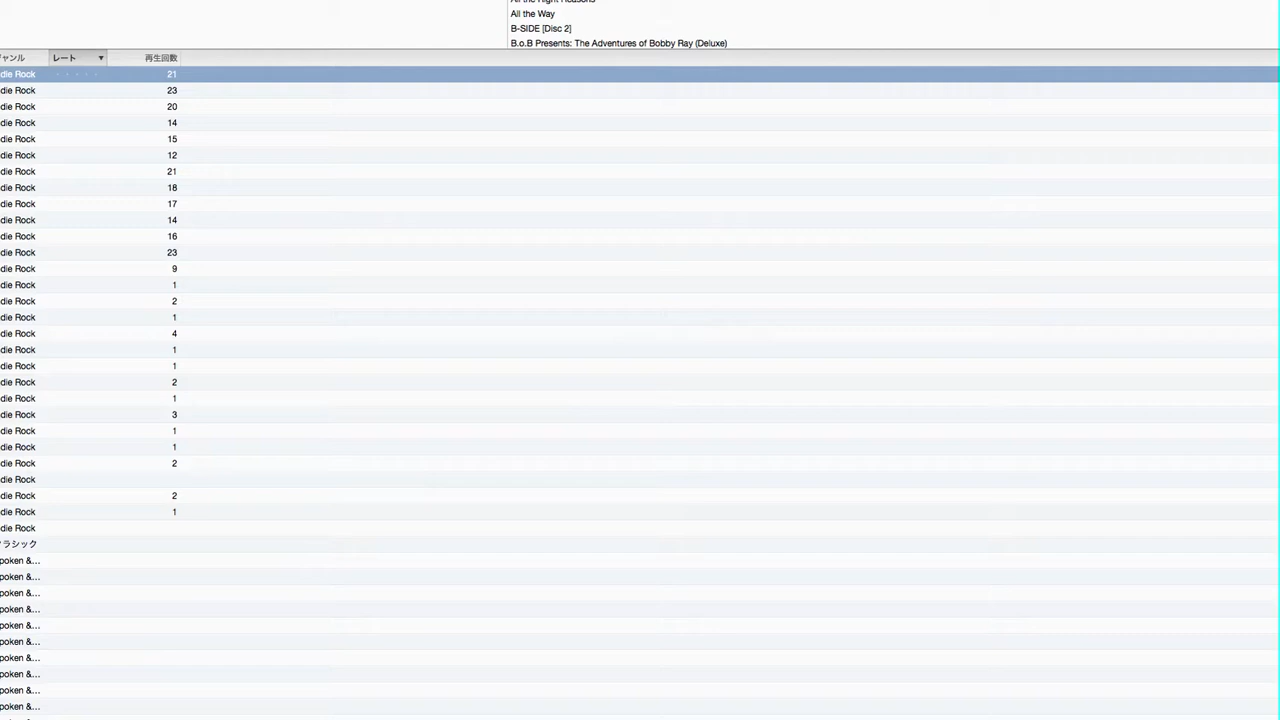 All the Right Reasons
All the Way
B-SIDE [Disc 2]
B.o.B Presents: The Adventures of Bobby Ray (Deluxe)
ャンル レート ▼ 再生回数
die Rock 21
die Rock 23
die Rock 20
die Rock 14
die Rock 15
die Rock 12
die Rock 21
die Rock 18
die Rock 17
die Rock 14
die Rock 16
die Rock 23
die Rock 9
die Rock 1
die Rock 2
die Rock 1
die Rock 4
die Rock 1
die Rock 1
die Rock 2
die Rock 1
die Rock 3
die Rock 1
die Rock 1
die Rock 2
die Rock
die Rock 2
die Rock 1
die Rock
クラシック
poken &...
poken &...
poken &...
poken &...
poken &...
poken &...
poken &...
poken &...
poken &...
poken &...